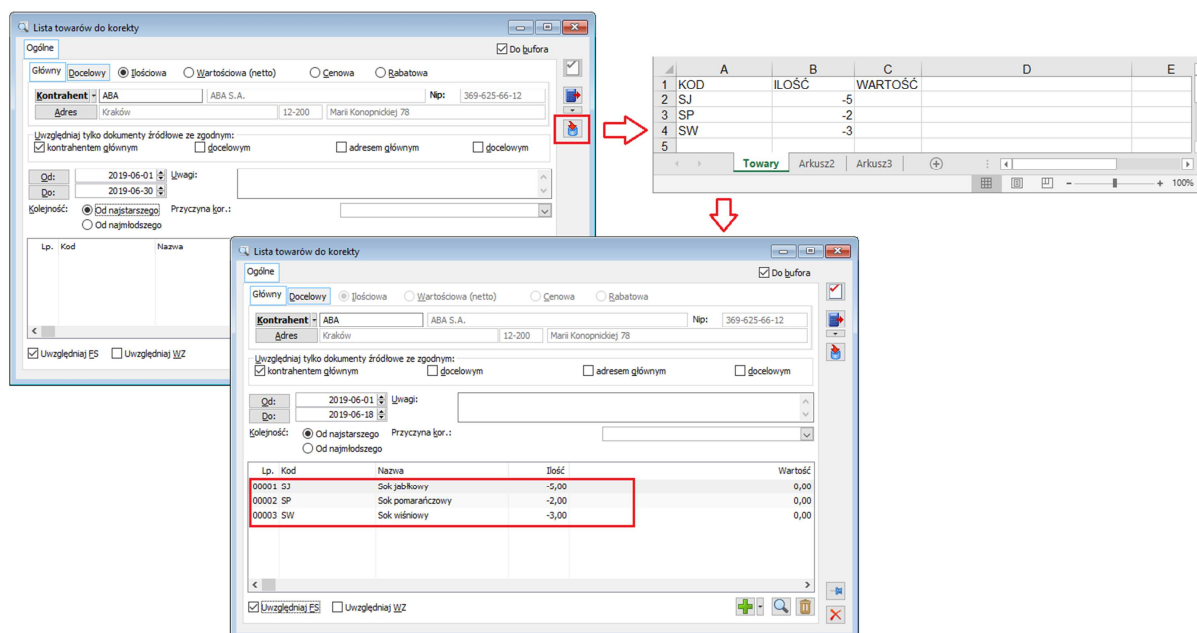 Lista towarów do korekty
Ogólne
Do bufora
Główny Docelowy Ilościowa Wartościowa (netto) Cenowa Rabatowa
Kontrahent ABA ABA S.A. Nip: 369-625-66-12
Adres Kraków 12-200 Marii Konopnickiej 78
Uwzględniaj tylko dokumenty źródłowe ze zgodnym:
kontrahentem głównym docelowym adresem głównym docelowym
Od: 2019-06-01 Uwagi:
Do: 2019-06-30
Kolejność: Od najstarszego Przyczyna kor.:
Od najmłodszego
Lp. Kod Nazwa
Uwzględniaj FS Uwzględniaj WZ
A B C D E
1 KOD ILOŚĆ WARTOŚĆ
2 SJ -5
3 SP -2
4 SW -3
5
Towary Arkusz2 Arkusz3
100%
Lista towarów do korekty
Ogólne
Do bufora
Główny Docelowy Ilościowa Wartościowa (netto) Cenowa Rabatowa
Kontrahent ABA ABA S.A. Nip: 369-625-66-12
Adres Kraków 12-200 Marii Konopnickiej 78
Uwzględniaj tylko dokumenty źródłowe ze zgodnym:
kontrahentem głównym docelowym adresem głównym docelowym
Od: 2019-06-01 Uwagi:
Do: 2019-06-18
Kolejność: Od najstarszego Przyczyna kor.:
Od najmłodszego
Lp. Kod Nazwa Ilość Wartość
00001 SJ Sok jabłkowy -5,00 0,00
00002 SP Sok pomarańczowy -2,00 0,00
00003 SW Sok wiśniowy -3,00 0,00
Uwzględniaj FS Uwzględniaj WZ